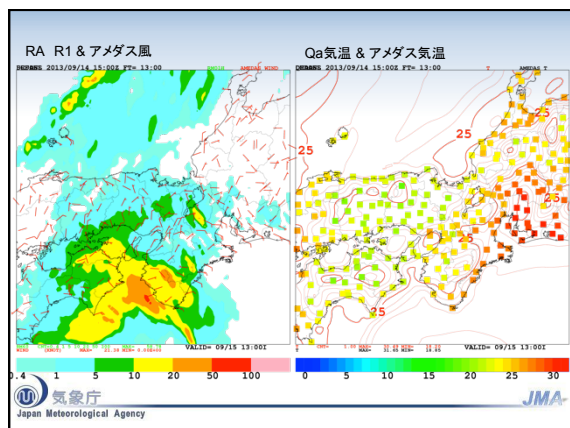 RA R1 & アメダス風
Qa気温 & アメダス気温
2013/09/14 15:00Z FT= 13:00
AMEDAS WIND
2013/09/14 15:00Z FT= 13:00
T
AMEDAS T
25
25
25
25
25
25
VALID= 09/15 13:00Z
VALID= 09/15 13:00Z
0.4 1 5 10 20 50 100
0 5 10 15 20 25 30
気象庁
Japan Meteorological Agency
JMA